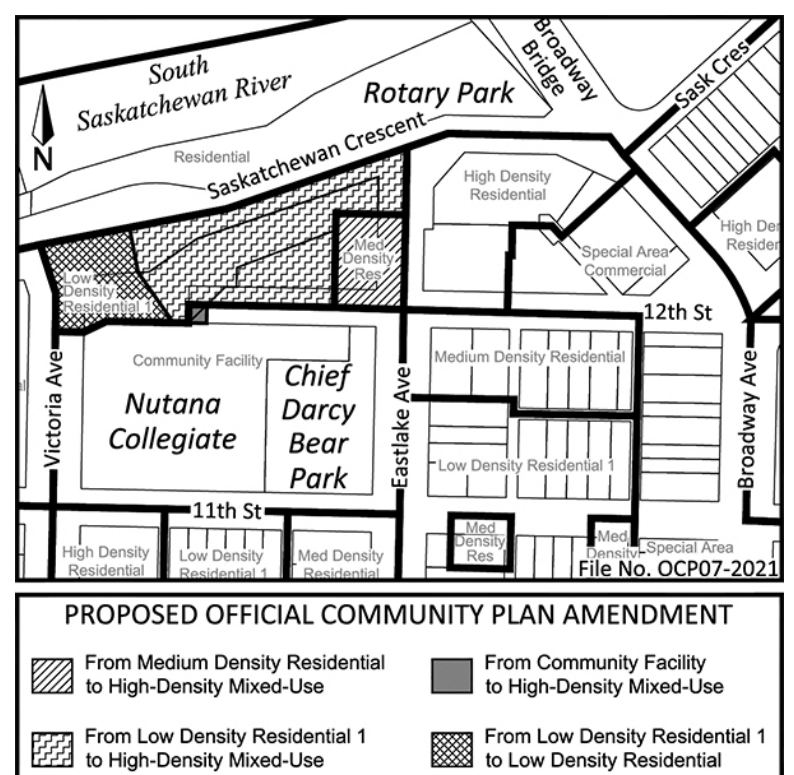 South
Saskatchewan River
Broadway
Bridge
Sask Cres
Rotary Park
N
Residential
Saskatchewan Crescent
High Density
Residential
High Den
Residen
Med
Density
Res
Special Area
Commercial
Low
Density
Residential 1
12th St
Community Facility
Medium Density Residential
Nutana
Collegiate
Chief
Darcy
Bear
Park
Victoria Ave
Eastlake Ave
Broadway Ave
Low Density Residential 1
11th St
High Density
Residential
Low Density
Residential 1
Med Density
Residential
Med
Density
Res
Med
Density
Special Area
File No. OCP07-2021
PROPOSED OFFICIAL COMMUNITY PLAN AMENDMENT
From Medium Density Residential
to High-Density Mixed-Use
From Community Facility
to High-Density Mixed-Use
From Low Density Residential 1
to High-Density Mixed-Use
From Low Density Residential 1
to Low Density Residential